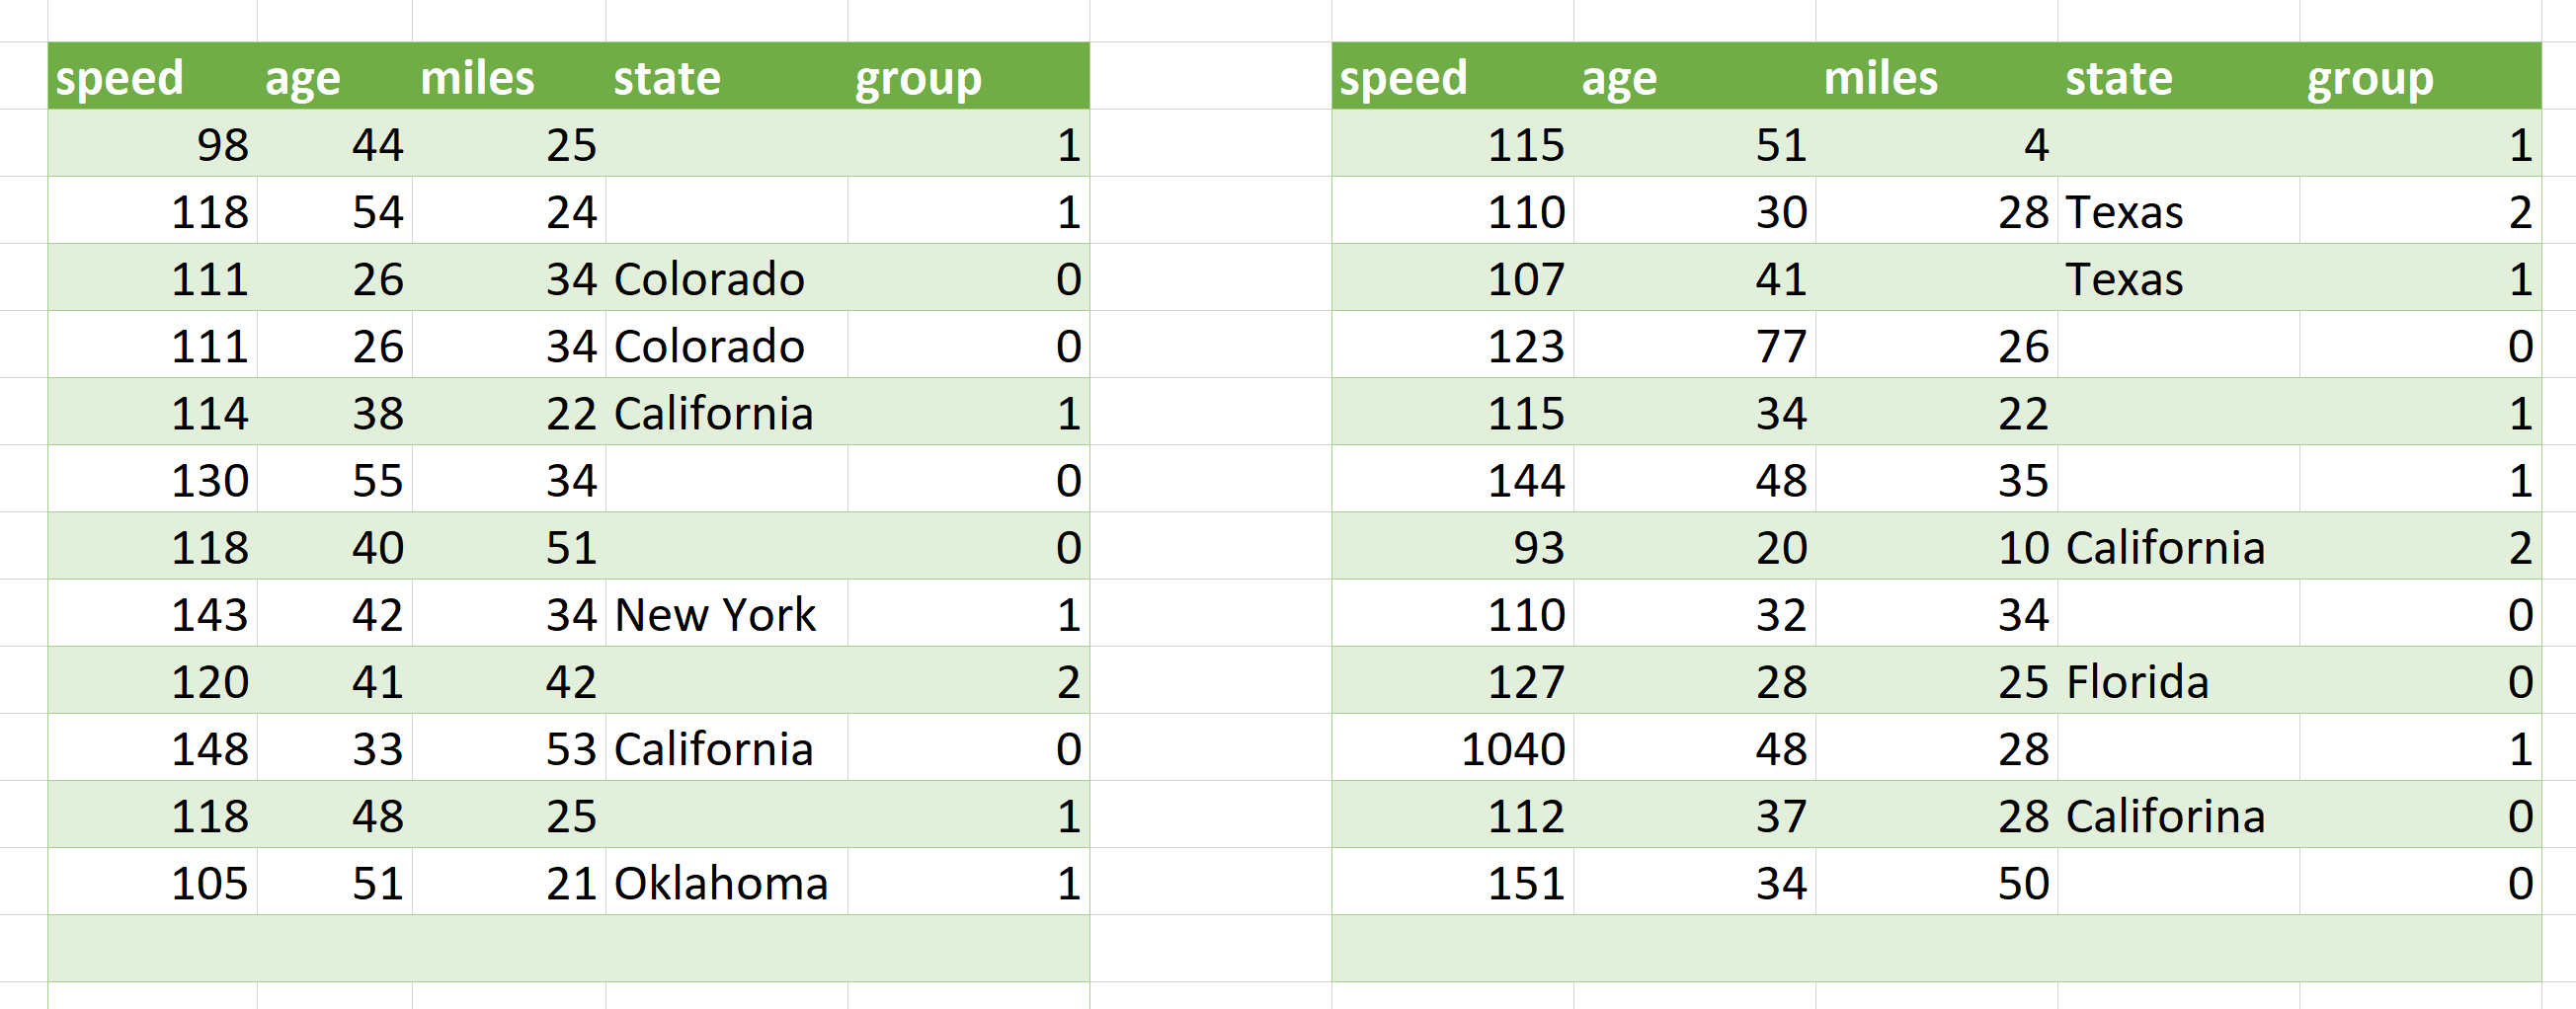 speed age miles state group speed age miles state group
98 44 25 1 115 51 4 1
118 54 24 1 110 30 28 Texas 2
111 26 34 Colorado 0 107 41 Texas 1
111 26 34 Colorado 0 123 77 26 0
114 38 22 California 1 115 34 22 1
130 55 34 0 144 48 35 1
118 40 51 0 93 20 10 California 2
143 42 34 New York 1 110 32 34 0
120 41 42 2 127 28 25 Florida 0
148 33 53 California 0 1040 48 28 1
118 48 25 1 112 37 28 Califorina 0
105 51 21 Oklahoma 1 151 34 50 0